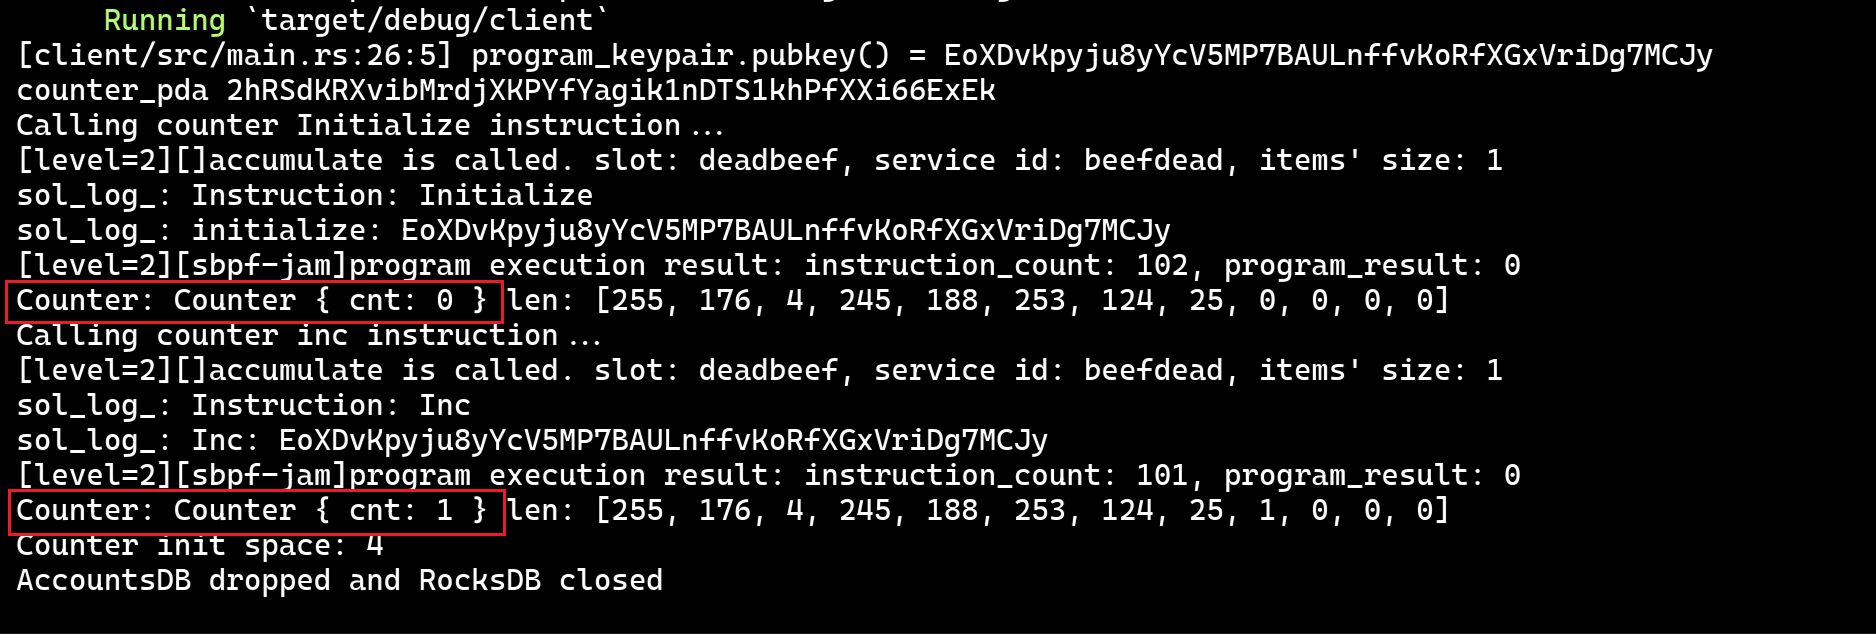 Running `target/debug/client`
[client/src/main.rs:26:5] program_keypair.pubkey() = EoXDvKpyju8yYcV5MP7BAULnffvKoRfXGxVriDg7MCJy
counter_pda 2hRSdKRXvibMrdjXKPYfYagik1nDTS1khPfXXi66ExEk
Calling counter Initialize instruction...
[level=2][]accumulate is called. slot: deadbeef, service id: beefdead, items' size: 1
sol_log_: Instruction: Initialize
sol_log_: initialize: EoXDvKpyju8yYcV5MP7BAULnffvKoRfXGxVriDg7MCJy
[level=2][sbpf-jam]program execution result: instruction_count: 102, program_result: 0
Counter: Counter { cnt: 0 } len: [255, 176, 4, 245, 188, 253, 124, 25, 0, 0, 0, 0]
Calling counter inc instruction...
[level=2][]accumulate is called. slot: deadbeef, service id: beefdead, items' size: 1
sol_log_: Instruction: Inc
sol_log_: Inc: EoXDvKpyju8yYcV5MP7BAULnffvKoRfXGxVriDg7MCJy
[level=2][sbpf-jam]program execution result: instruction_count: 101, program_result: 0
Counter: Counter { cnt: 1 } len: [255, 176, 4, 245, 188, 253, 124, 25, 1, 0, 0, 0]
Counter init space: 4
AccountsDB dropped and RocksDB closed